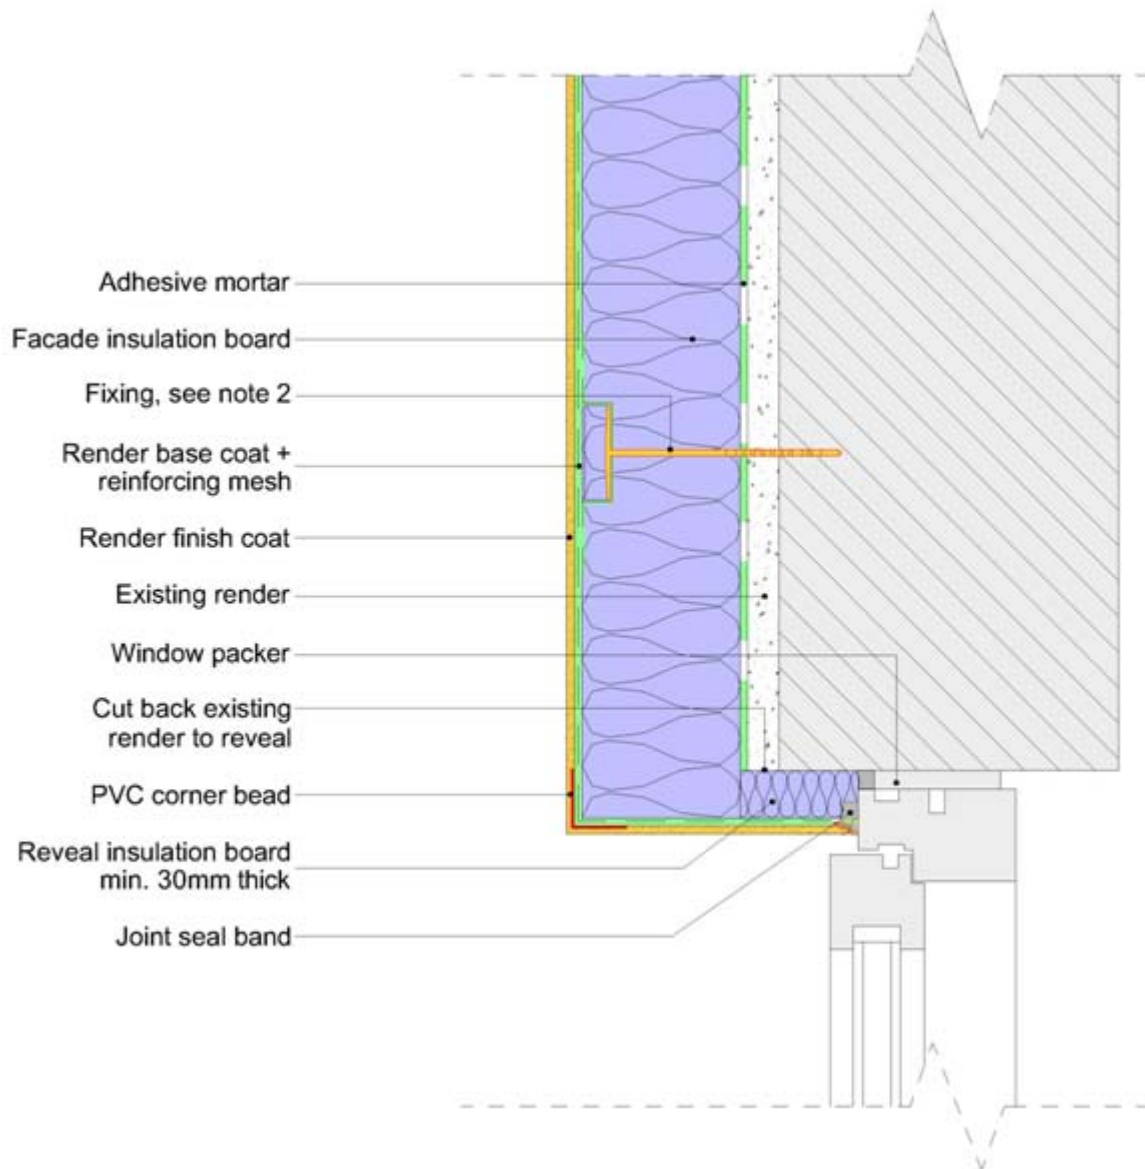 Adhesive mortar
Facade insulation board
Fixing, see note 2
Render base coat +
reinforcing mesh
Render finish coat
Existing render
Window packer
Cut back existing
render to reveal
PVC corner bead
Reveal insulation board
min. 30mm thick
Joint seal band